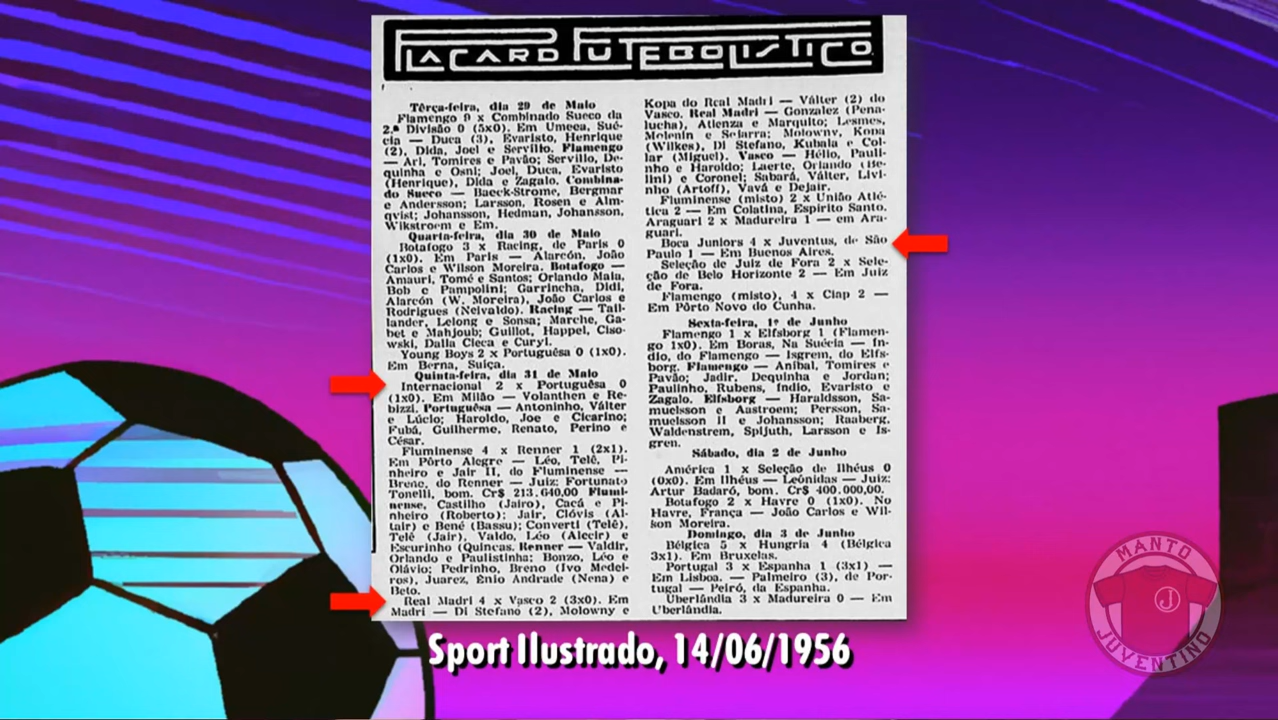 PLACARD FUTEBOLISTICO
Têrça-feira, dia 29 de Maio
Flamengo 9 x Combinado Sueco da
2.ª Divisão 0 (5x0). Em Umeea, Sué-
cia — Duca (3), Evaristo, Henrique
(2), Dida, Joel e Servilio. Flamengo
— Ari, Tomires e Pavão; Servilio, De-
quinha e Osni; Joel, Duca, Evaristo
(Henrique), Dida e Zagalo. Combina-
do Sueco — Baeck-Strome, Bergmar
e Andersson; Larsson, Rosen e Alm-
qvist; Johansson, Hedman, Johansson,
Wikstroem e Em.
Quarta-feira, dia 30 de Maio
Botafogo 3 x Racing, de Paris 0
(1x0). Em Paris — Alarcón, João
Carlos e Wilson Moreira. Botafogo —
Amauri, Tomé e Santos; Orlando Maia,
Bob e Pampolini; Garrincha, Didi,
Alarcón (W. Moreira), João Carlos e
Rodrigues (Neivaldo). Racing — Tail-
lander, Lelong e Sonsa; Marche, Ga-
bet e Mahjoub; Guillot, Happel, Ciso-
wski, Dalla Cieca e Curyl.
Young Boys 2 x Portuguêsa 0 (1x0).
Em Berna, Suiça.
Quinta-feira, dia 31 de Maio
Internacional 2 x Portuguêsa 0
(1x0). Em Milão — Volanthen e Re-
bizzi. Portuguêsa — Antoninho, Válter
e Lúcio; Haroldo, Joe e Cicarino;
Fubá, Guilherme, Renato, Perino e
César.
Fluminense 4 x Renner 1 (2x1).
Em Pôrto Alegre — Léo, Telê, Pi-
nheiro e Jair II, do Fluminense —
Breno, do Renner — Juiz: Fortunato
Tonelli, bom. Cr$ 213.640,00 Flumi-
nense, Castilho (Jairo), Cacá e Pi-
nheiro (Roberto); Jair, Clóvis (Al-
tair) e Bené (Bassu); Converti (Telê),
Telê (Jair), Valdo, Léo (Alecir) e
Escurinho (Quincas. Renner — Valdir,
Orlando e Paulistinha; Bonzo, Léo e
Olávio; Pedrinho, Breno (Ivo Medei-
ros), Juarez, Ênio Andrade (Nena) e
Beto.
Real Madri 4 x Vasco 2 (3x0). Em
Madri — Di Stefano (2), Molowny e
Kopa do Real Madri — Válter (2) do
Vasco. Real Madri — Gonzalez (Pena-
lucha), Atienza e Marquito; Lesmes,
Molenin e Sejarra; Molowny, Kopa
(Wilkes), Di Stefano, Kubala e Col-
lar (Miguel). Vasco — Hélio, Pauli-
nho e Haroldo; Laerte, Orlando (Be-
lini) e Coronel; Sabará, Válter, Livi-
nho (Artoff), Vavá e Dejair.
Fluminense (misto) 2 x União Atlé-
tica 2 — Em Colatina, Espirito Santo.
Araguari 2 x Madureira 1 — em Ara-
guari.
Boca Juniors 4 x Juventus, de São
Paulo 1 — Em Buenos Aires.
Seleção de Juiz de Fora 2 x Sele-
ção de Belo Horizonte 2 — Em Juiz
de Fora.
Flamengo (misto), 4 x Ciap 2 —
Em Pôrto Novo do Cunha.
Sexta-feira, 1º de Junho
Flamengo 1 x Elfsborg 1 (Flamen-
go 1x0). Em Boras, Na Suécia — Ín-
dio, do Flamengo — Isgrem, do Elfs-
borg. Flamengo — Anibal, Tomires e
Pavão; Jadir, Dequinha e Jordan;
Paulinho, Rubens, Índio, Evaristo e
Zagalo. Elfsborg — Haraldsson, Sa-
muelsson e Austroem; Persson, Sa-
muelsson II e Johansson; Raaberg,
Waldenstrem, Spijuth, Larsson e Is-
gren.
Sábado, dia 2 de Junho
América 1 x Seleção de Ilhéus 0
(0x0). Em Ilhéus — Leônidas — Juiz:
Artur Badaró, bom. Cr$ 400.000,00.
Botafogo 2 x Havre 0 (1x0). No
Havre, França — João Carlos e Wil-
son Moreira.
Domingo, dia 3 de Junho
Bélgica 5 x Hungria 4 (Bélgica
3x1). Em Bruxelas.
Portugal 3 x Espanha 1 (3x1) —
Em Lisboa. — Palmeiro (3), de Por-
tugal — Peiró, da Espanha.
Uberlândia 3 x Madureira 0 — Em
Uberlândia.
Sport Ilustrado, 14/06/1956
MANTO
J
JUVENTINO